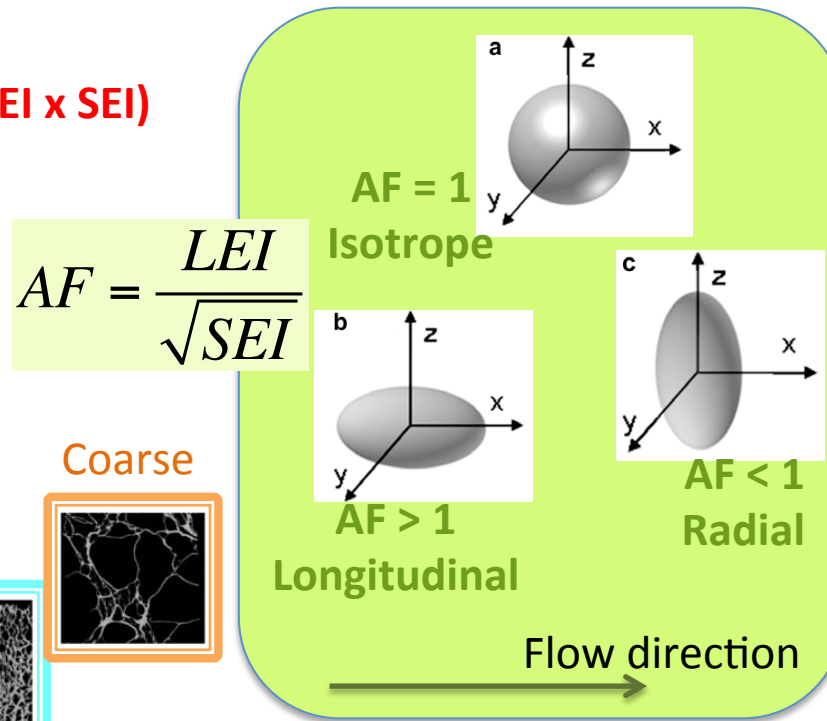 EI x SEI)
AF = LEI / √SEI
Coarse
a
z
x
y
AF = 1
Isotrope
b
z
x
y
AF > 1
Longitudinal
c
z
x
y
AF < 1
Radial
Flow direction